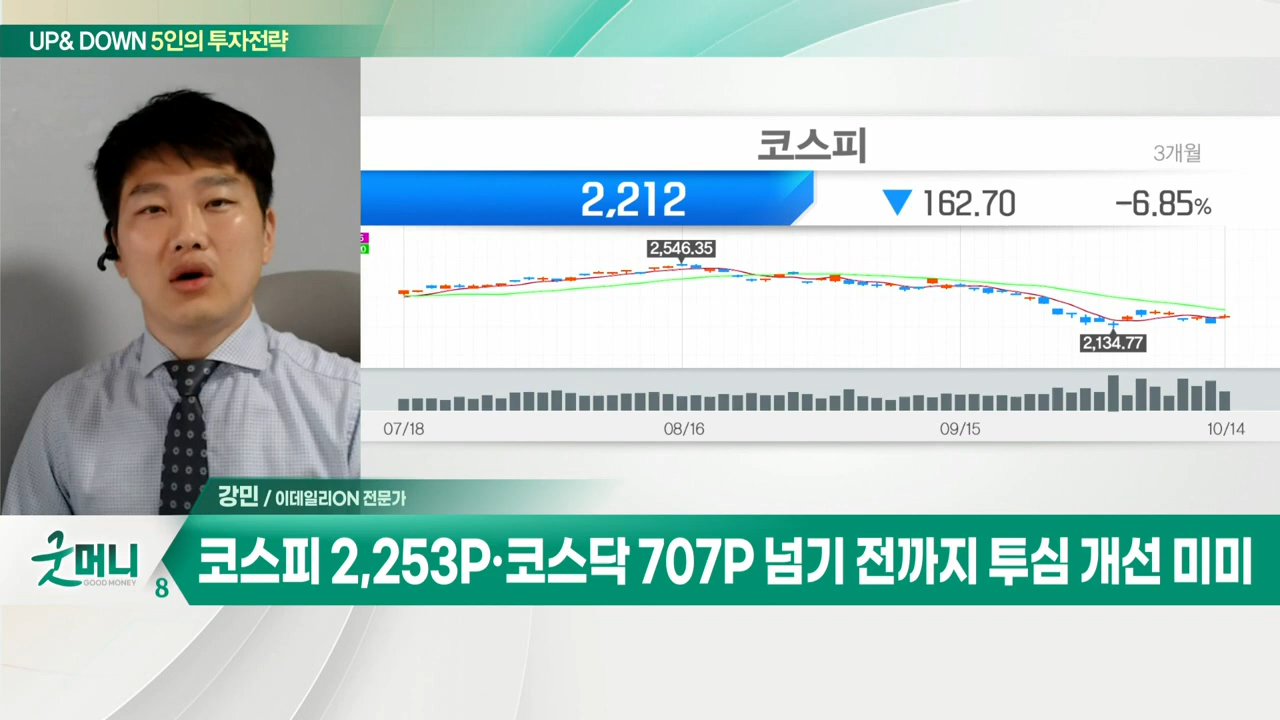 UP& DOWN 5인의 투자전략
코스피
3개월
2,212 ▼ 162.70 -6.85%
2,546.35
2,134.77
07/18 08/16 09/15 10/14
강민 / 이데일리ON 전문가
굿머니
GOOD MONEY
8
코스피 2,253P·코스닥 707P 넘기 전까지 투심 개선 미미